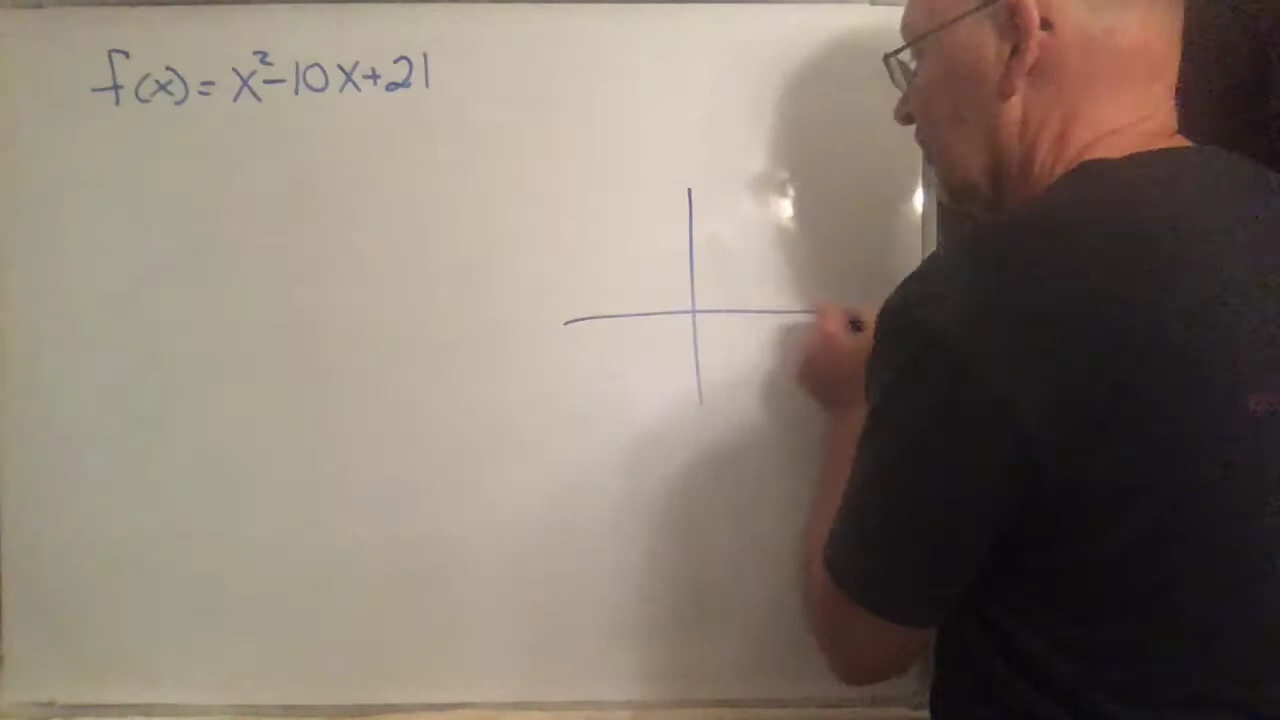 f(x) = x²-10x+21